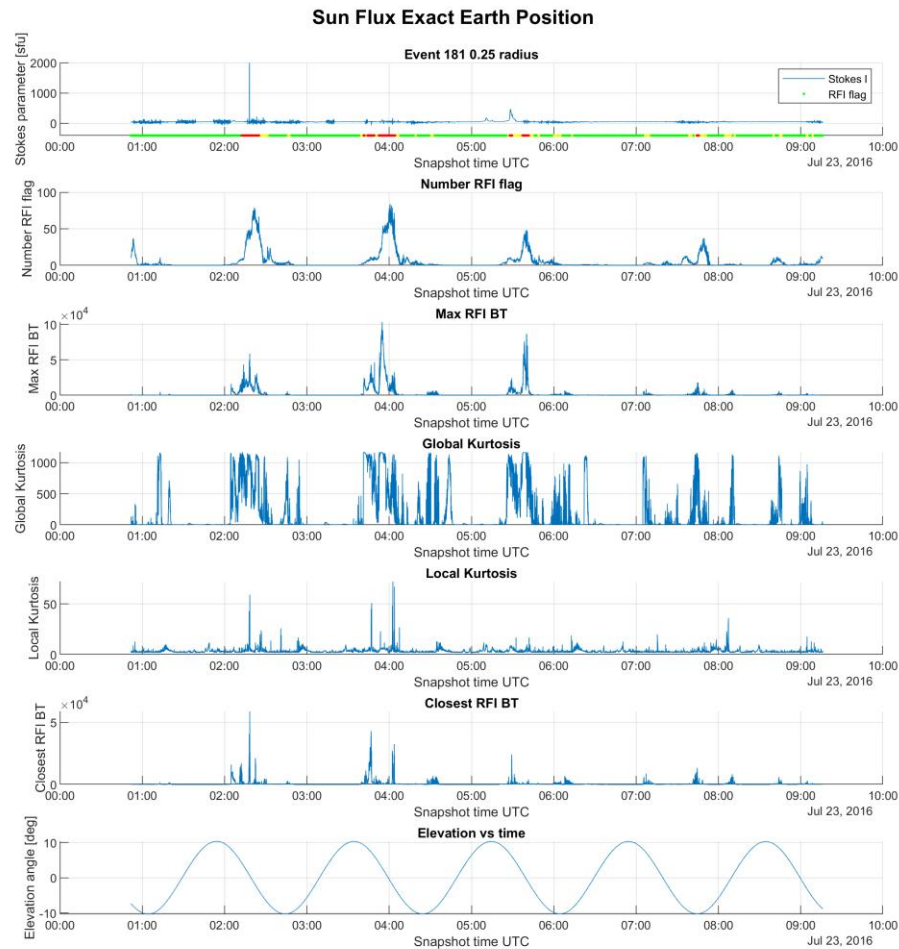 Sun Flux Exact Earth Position
Event 181 0.25 radius
Stokes parameter [sfu]
2000
1000
0
Stokes I
RFI flag
00:00 01:00 02:00 03:00 04:00 05:00 06:00 07:00 08:00 09:00 10:00
Snapshot time UTC
Jul 23, 2016
Number RFI flag
Number RFI flag
100
50
0
00:00 01:00 02:00 03:00 04:00 05:00 06:00 07:00 08:00 09:00 10:00
Snapshot time UTC
Jul 23, 2016
Max RFI BT
×10⁴
Max RFI BT
10
5
0
00:00 01:00 02:00 03:00 04:00 05:00 06:00 07:00 08:00 09:00 10:00
Snapshot time UTC
Jul 23, 2016
Global Kurtosis
Global Kurtosis
1000
500
0
00:00 01:00 02:00 03:00 04:00 05:00 06:00 07:00 08:00 09:00 10:00
Snapshot time UTC
Jul 23, 2016
Local Kurtosis
Local Kurtosis
50
0
00:00 01:00 02:00 03:00 04:00 05:00 06:00 07:00 08:00 09:00 10:00
Snapshot time UTC
Jul 23, 2016
Closest RFI BT
×10⁴
Closest RFI BT
5
0
00:00 01:00 02:00 03:00 04:00 05:00 06:00 07:00 08:00 09:00 10:00
Snapshot time UTC
Jul 23, 2016
Elevation vs time
Elevation angle [deg]
10
0
-10
00:00 01:00 02:00 03:00 04:00 05:00 06:00 07:00 08:00 09:00 10:00
Snapshot time UTC
Jul 23, 2016